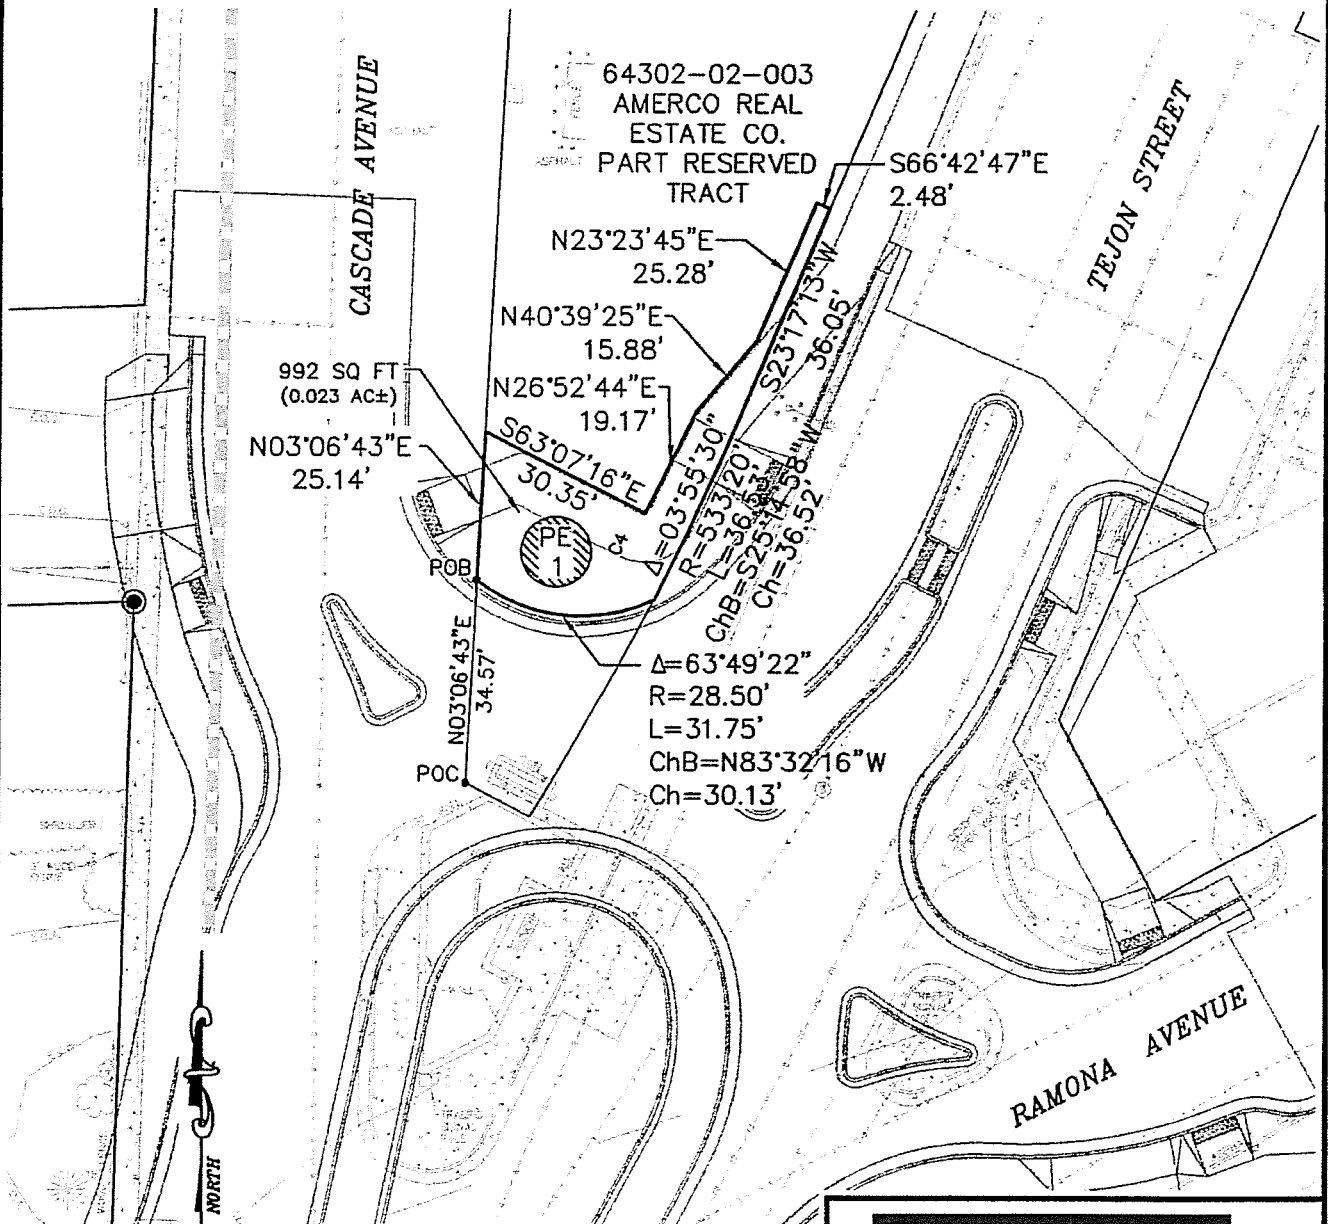 CASCADE AVENUE
64302-02-003
AMERCO REAL
ESTATE CO.
PART RESERVED
TRACT
S66°42'47"E
2.48'
TEJON STREET
N23°23'45"E
25.28'
N40°39'25"E
15.88'
S23°17'13"W
36.05'
992 SQ FT
(0.023 AC±)
N26°52'44"E
19.17'
N03°06'43"E
25.14'
S63°07'16"E
30.35'
Δ=03°55'30"
R=533.20'
L=36.53'
ChB=S25°14'58"W
Ch=36.52'
PE
1
C4
POB
N03°06'43"E
34.57'
Δ=63°49'22"
R=28.50'
L=31.75'
ChB=N83°32'16"W
Ch=30.13'
POC
RAMONA AVENUE
NORTH
ASPHALT